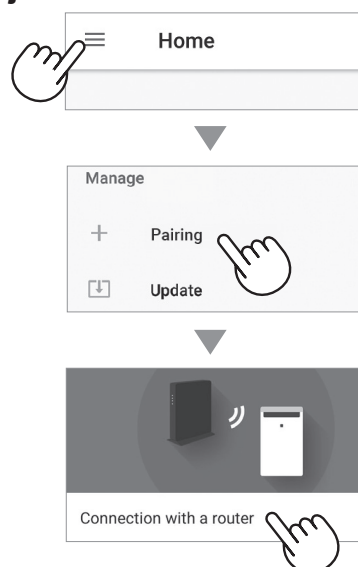 Home
Manage
Pairing
Update
Connection with a router